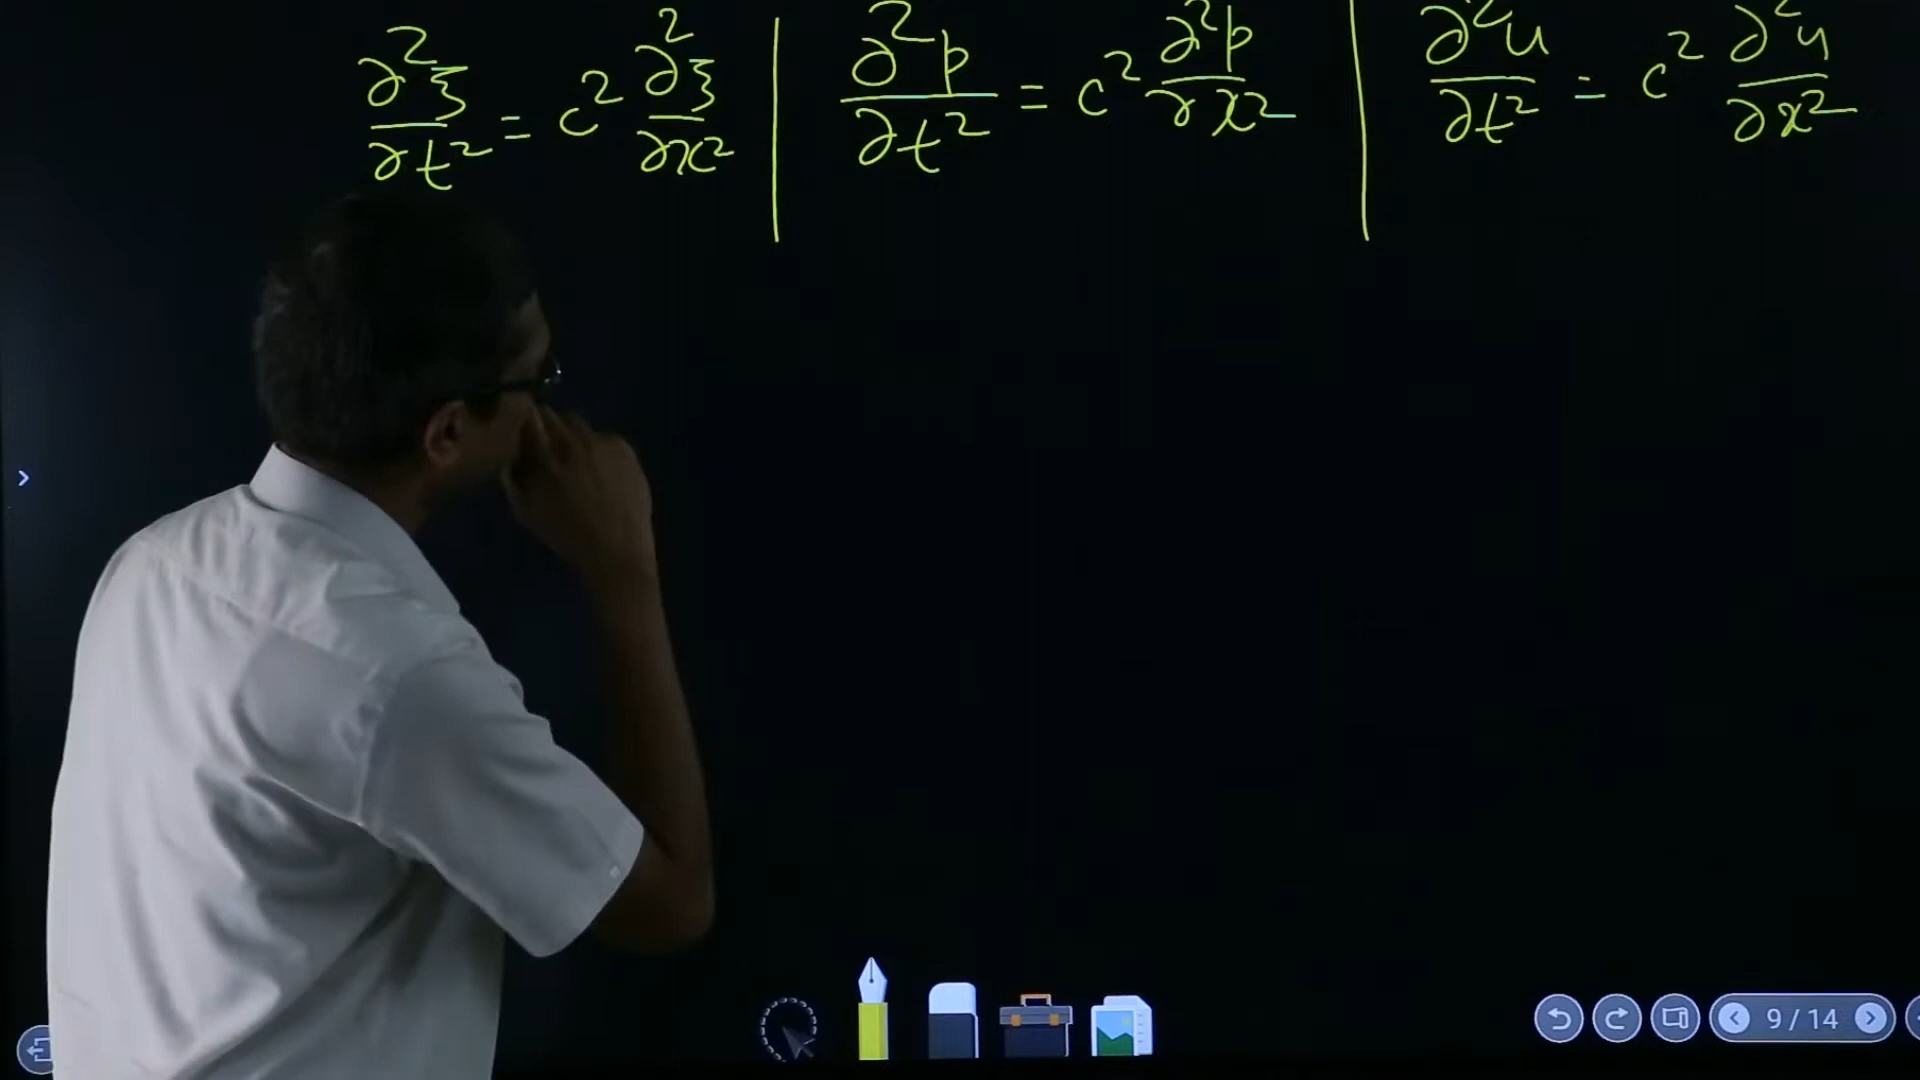 ∂²ξ/∂t² = c² ∂²ξ/∂x² | ∂²p/∂t² = c² ∂²p/∂x² | ∂²u/∂t² = c² ∂²u/∂x²
9 / 14